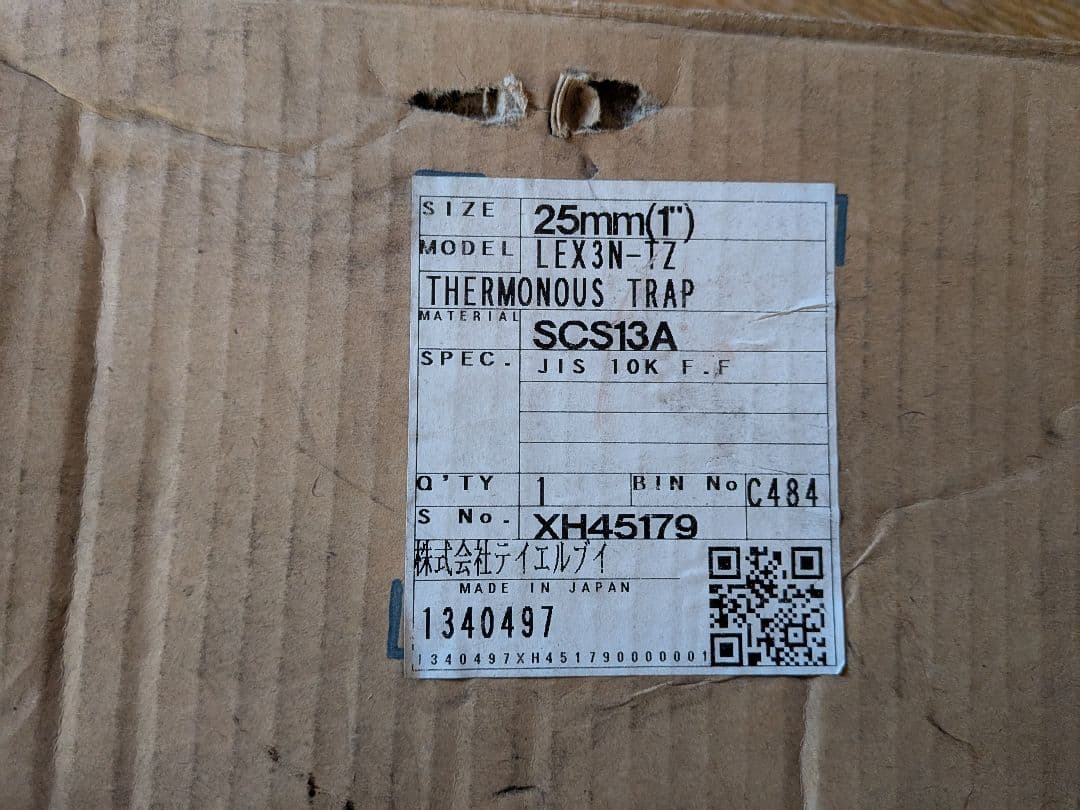 SIZE 25mm(1")
MODEL LEX3N-TZ
THERMONOUS TRAP
MATERIAL SCS13A
SPEC. JIS 10K F.F
Q'TY 1 BIN No C484
S No. XH45179
株式会社テイエルブイ
MADE IN JAPAN
1340497
1340497XH451790000001